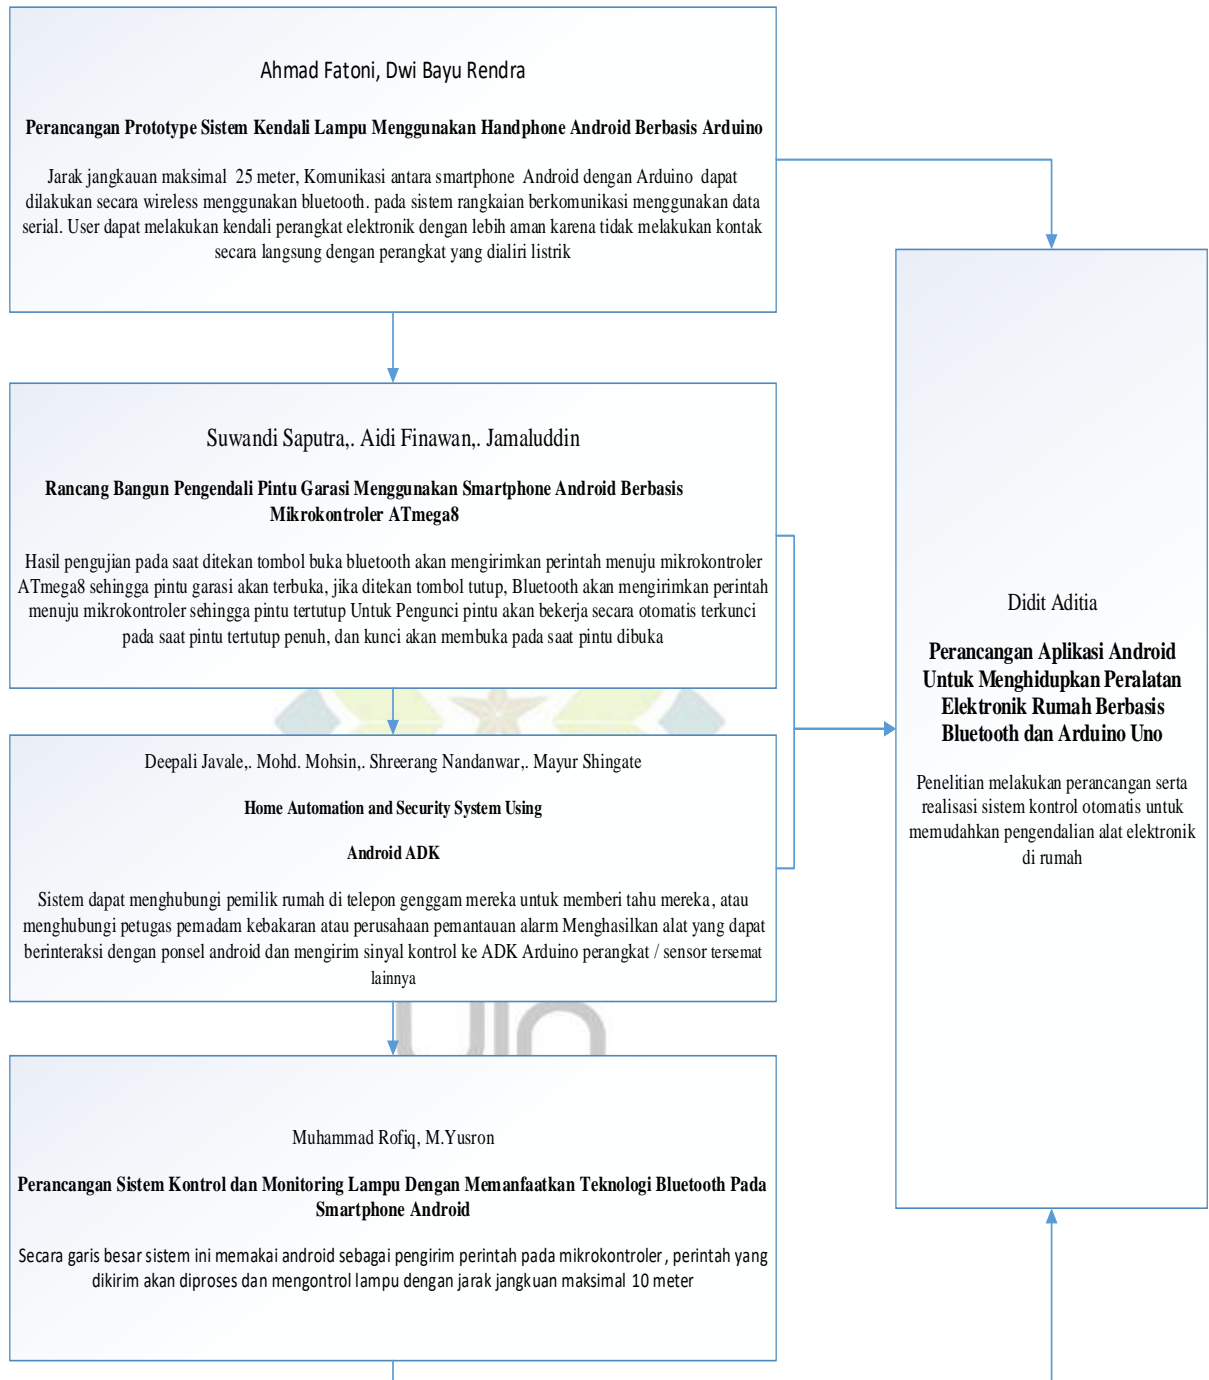 Ahmad Fatoni, Dwi Bayu Rendra
Perancangan Prototype Sistem Kendali Lampu Menggunakan Handphone Android Berbasis Arduino
Jarak jangkauan maksimal 25 meter, Komunikasi antara smartphone Android dengan Arduino dapat
dilakukan secara wireless menggunakan bluetooth. pada sistem rangkaian berkomunikasi menggunakan data
serial. User dapat melakukan kendali perangkat elektronik dengan lebih aman karena tidak melakukan kontak
secara langsung dengan perangkat yang dialiri listrik
Suwandi Saputra,. Aidi Finawan,. Jamaluddin
Rancang Bangun Pengendali Pintu Garasi Menggunakan Smartphone Android Berbasis
Mikrokontroler ATmega8
Hasil pengujian pada saat ditekan tombol buka bluetooth akan mengirimkan perintah menuju mikrokontroler
ATmega8 sehingga pintu garasi akan terbuka, jika ditekan tombol tutup, Bluetooth akan mengirimkan perintah
menuju mikrokontroler sehingga pintu tertutup Untuk Pengunci pintu akan bekerja secara otomatis terkunci
pada saat pintu tertutup penuh, dan kunci akan membuka pada saat pintu dibuka
Deepali Javale,. Mohd. Mohsin,. Shreerang Nandanwar,. Mayur Shingate
Home Automation and Security System Using
Android ADK
Sistem dapat menghubungi pemilik rumah di telepon genggam mereka untuk memberi tahu mereka, atau
menghubungi petugas pemadam kebakaran atau perusahaan pemantauan alarm Menghasilkan alat yang dapat
berinteraksi dengan ponsel android dan mengirim sinyal kontrol ke ADK Arduino perangkat / sensor tersemat
lainnya
uin
Muhammad Rofiq, M.Yusron
Perancangan Sistem Kontrol dan Monitoring Lampu Dengan Memanfaatkan Teknologi Bluetooth Pada
Smartphone Android
Secara garis besar sistem ini memakai android sebagai pengirim perintah pada mikrokontroler, perintah yang
dikirim akan diproses dan mengontrol lampu dengan jarak jangkuan maksimal 10 meter
Didit Aditia
Perancangan Aplikasi Android
Untuk Menghidupkan Peralatan
Elektronik Rumah Berbasis
Bluetooth dan Arduino Uno
Penelitian melakukan perancangan serta
realisasi sistem kontrol otomatis untuk
memudahkan pengendalian alat elektronik
di rumah